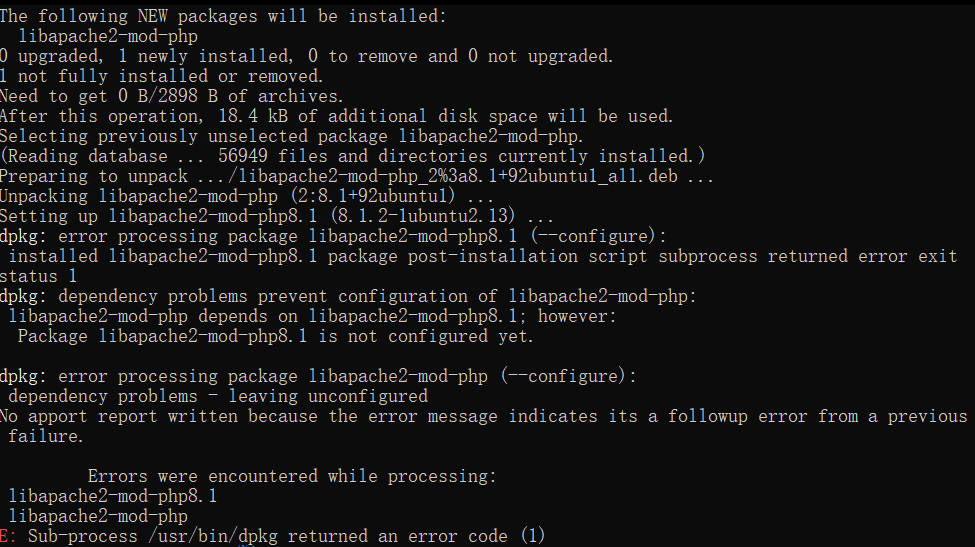 The following NEW packages will be installed:
libapache2-mod-php
0 upgraded, 1 newly installed, 0 to remove and 0 not upgraded.
1 not fully installed or removed.
Need to get 0 B/2898 B of archives.
After this operation, 18.4 kB of additional disk space will be used.
Selecting previously unselected package libapache2-mod-php.
(Reading database ... 56949 files and directories currently installed.)
Preparing to unpack .../libapache2-mod-php_2%3a8.1+92ubuntu1_all.deb ...
Unpacking libapache2-mod-php (2:8.1+92ubuntu1) ...
Setting up libapache2-mod-php8.1 (8.1.2-1ubuntu2.13) ...
dpkg: error processing package libapache2-mod-php8.1 (--configure):
installed libapache2-mod-php8.1 package post-installation script subprocess returned error exit
status 1
dpkg: dependency problems prevent configuration of libapache2-mod-php:
libapache2-mod-php depends on libapache2-mod-php8.1; however:
Package libapache2-mod-php8.1 is not configured yet.
dpkg: error processing package libapache2-mod-php (--configure):
dependency problems - leaving unconfigured
No apport report written because the error message indicates its a followup error from a previous
failure.
Errors were encountered while processing:
libapache2-mod-php8.1
libapache2-mod-php
E: Sub-process /usr/bin/dpkg returned an error code (1)